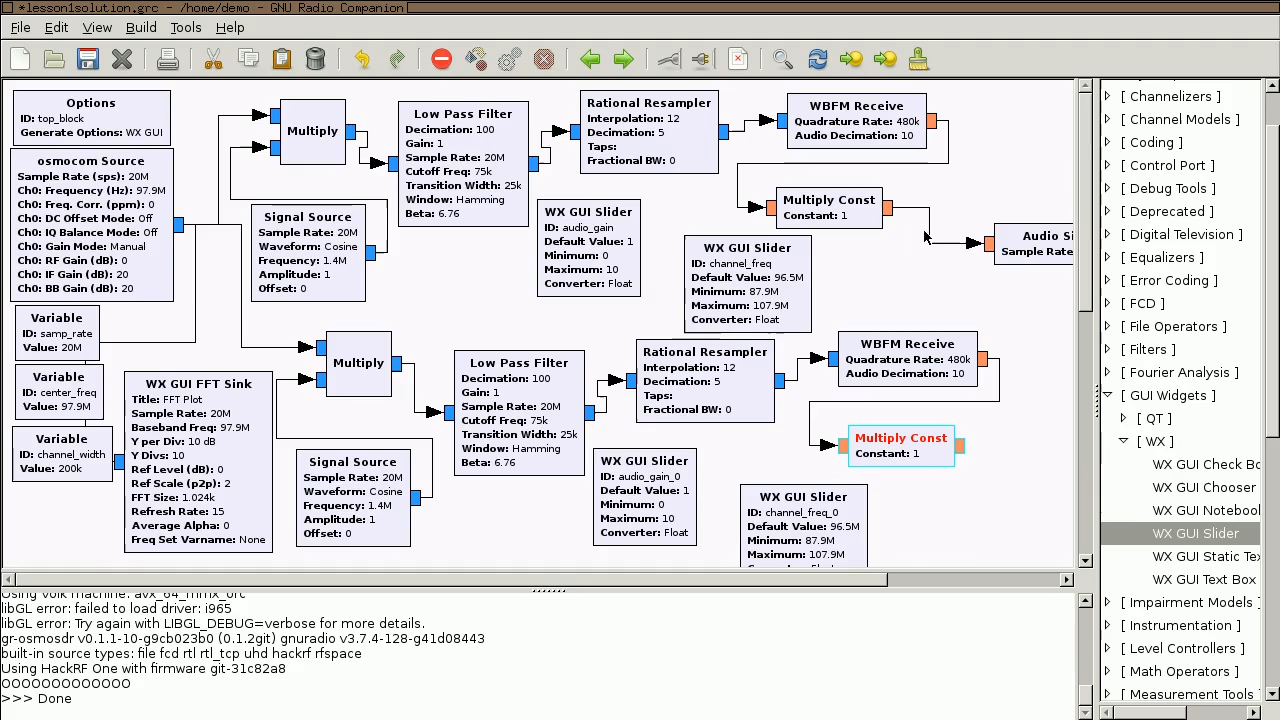 *lesson1solution.grc - /home/demo - GNU Radio Companion
File Edit View Build Tools Help
Options
ID: top_block
Generate Options: WX GUI
osmocom Source
Sample Rate (sps): 20M
Ch0: Frequency (Hz): 97.9M
Ch0: Freq. Corr. (ppm): 0
Ch0: DC Offset Mode: Off
Ch0: IQ Balance Mode: Off
Ch0: Gain Mode: Manual
Ch0: RF Gain (dB): 0
Ch0: IF Gain (dB): 20
Ch0: BB Gain (dB): 20
Variable
ID: samp_rate
Value: 20M
Variable
ID: center_freq
Value: 97.9M
Variable
ID: channel_width
Value: 200k
WX GUI FFT Sink
Title: FFT Plot
Sample Rate: 20M
Baseband Freq: 97.9M
Y per Div: 10 dB
Y Divs: 10
Ref Level (dB): 0
Ref Scale (p2p): 2
FFT Size: 1.024k
Refresh Rate: 15
Average Alpha: 0
Freq Set Varname: None
Multiply
Signal Source
Sample Rate: 20M
Waveform: Cosine
Frequency: 1.4M
Amplitude: 1
Offset: 0
Low Pass Filter
Decimation: 100
Gain: 1
Sample Rate: 20M
Cutoff Freq: 75k
Transition Width: 25k
Window: Hamming
Beta: 6.76
Rational Resampler
Interpolation: 12
Decimation: 5
Taps:
Fractional BW: 0
WX GUI Slider
ID: audio_gain
Default Value: 1
Minimum: 0
Maximum: 10
Converter: Float
WBFM Receive
Quadrature Rate: 480k
Audio Decimation: 10
Multiply Const
Constant: 1
WX GUI Slider
ID: channel_freq
Default Value: 96.5M
Minimum: 87.9M
Maximum: 107.9M
Converter: Float
Audio Si
Sample Rate
Multiply
Signal Source
Sample Rate: 20M
Waveform: Cosine
Frequency: 1.4M
Amplitude: 1
Offset: 0
Low Pass Filter
Decimation: 100
Gain: 1
Sample Rate: 20M
Cutoff Freq: 75k
Transition Width: 25k
Window: Hamming
Beta: 6.76
Rational Resampler
Interpolation: 12
Decimation: 5
Taps:
Fractional BW: 0
WX GUI Slider
ID: audio_gain_0
Default Value: 1
Minimum: 0
Maximum: 10
Converter: Float
WBFM Receive
Quadrature Rate: 480k
Audio Decimation: 10
Multiply Const
Constant: 1
WX GUI Slider
ID: channel_freq_0
Default Value: 96.5M
Minimum: 87.9M
Maximum: 107.9M
[ Channelizers ]
[ Channel Models ]
[ Coding ]
[ Control Port ]
[ Debug Tools ]
[ Deprecated ]
[ Digital Television ]
[ Equalizers ]
[ Error Coding ]
[ FCD ]
[ File Operators ]
[ Filters ]
[ Fourier Analysis ]
[ GUI Widgets ]
[ QT ]
[ WX ]
WX GUI Check Bo
WX GUI Chooser
WX GUI Notebool
WX GUI Slider
WX GUI Static Te
WX GUI Text Box
[ Impairment Models ]
[ Instrumentation ]
[ Level Controllers ]
[ Math Operators ]
[ Measurement Tools ]
Using Volk machine: avx_64_mmx_orc
libGL error: failed to load driver: i965
libGL error: Try again with LIBGL_DEBUG=verbose for more details.
gr-osmosdr v0.1.1-10-g9cb023b0 (0.1.2git) gnuradio v3.7.4-128-g41d08443
built-in source types: file fcd rtl rtl_tcp uhd hackrf rfspace
Using HackRF One with firmware git-31c82a8
OOOOOOOOOOOOO
>>> Done